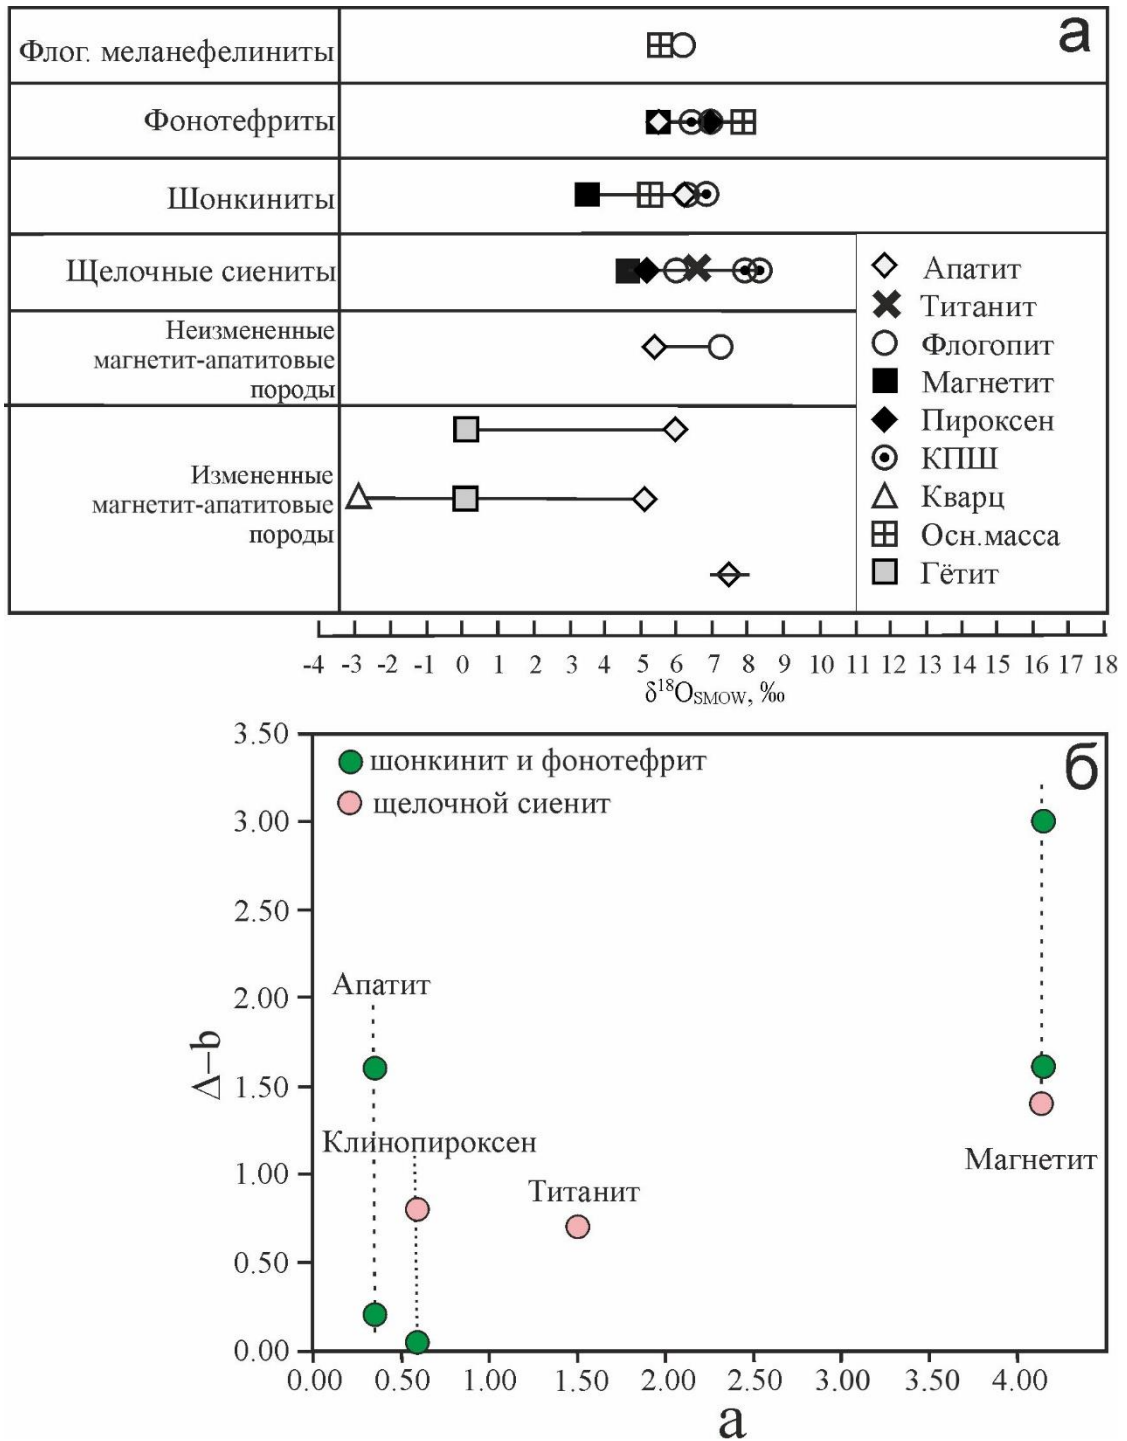 а
Флог. меланефелиниты
Фонотефриты
Шонкиниты
Щелочные сиениты
Неизмененные
магнетит-апатитовые
породы
Измененные
магнетит-апатитовые
породы
Апатит
Титанит
Флогопит
Магнетит
Пироксен
КПШ
Кварц
Осн.масса
Гётит
-4 -3 -2 -1 0 1 2 3 4 5 6 7 8 9 10 11 12 13 14 15 16 17 18
δ¹⁸O_SMOW, ‰
б
шонкинит и фонотефрит
щелочной сиенит
3.50
3.00
2.50
2.00
1.50
1.00
0.50
0.00
Δ−b
Апатит
Клинопироксен
Титанит
Магнетит
0.00 0.50 1.00 1.50 2.00 2.50 3.00 3.50 4.00
а